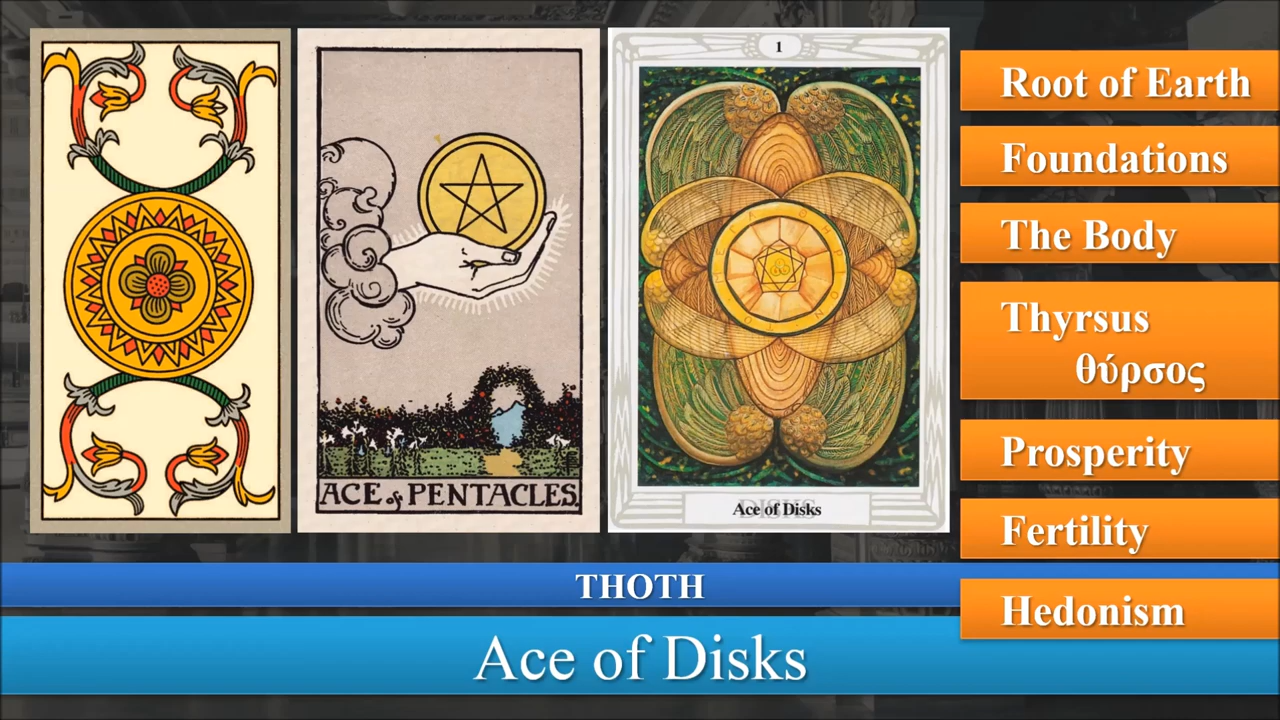 ACE of PENTACLES.
1
Ace of Disks
Root of Earth
Foundations
The Body
Thyrsus
θύρσος
Prosperity
Fertility
Hedonism
THOTH
Ace of Disks